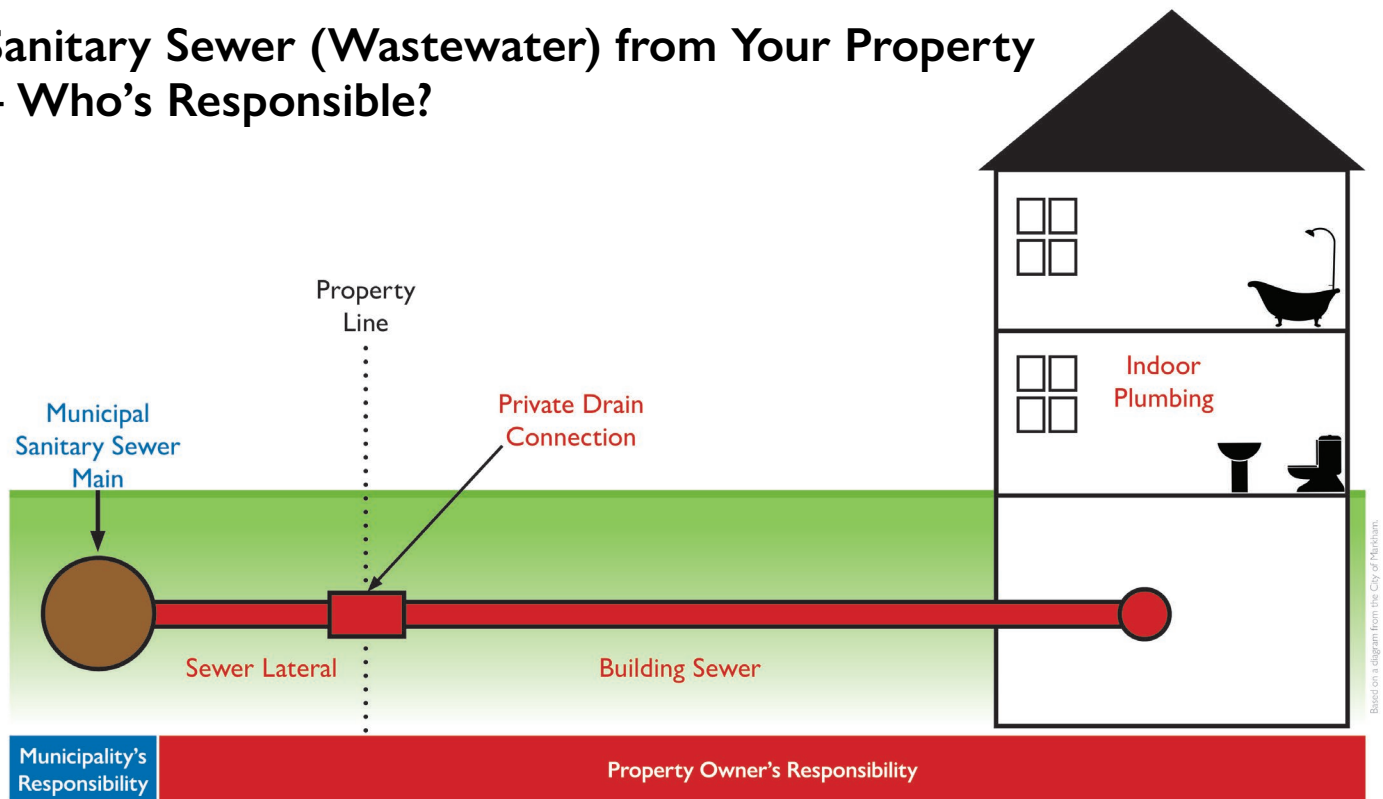 Sanitary Sewer (Wastewater) from Your Property
- Who's Responsible?
Property
Line
Private Drain
Connection
Municipal
Sanitary Sewer
Main
Indoor
Plumbing
Sewer Lateral
Building Sewer
Municipality's
Responsibility
Property Owner's Responsibility
Based on a diagram from the City of Markham.